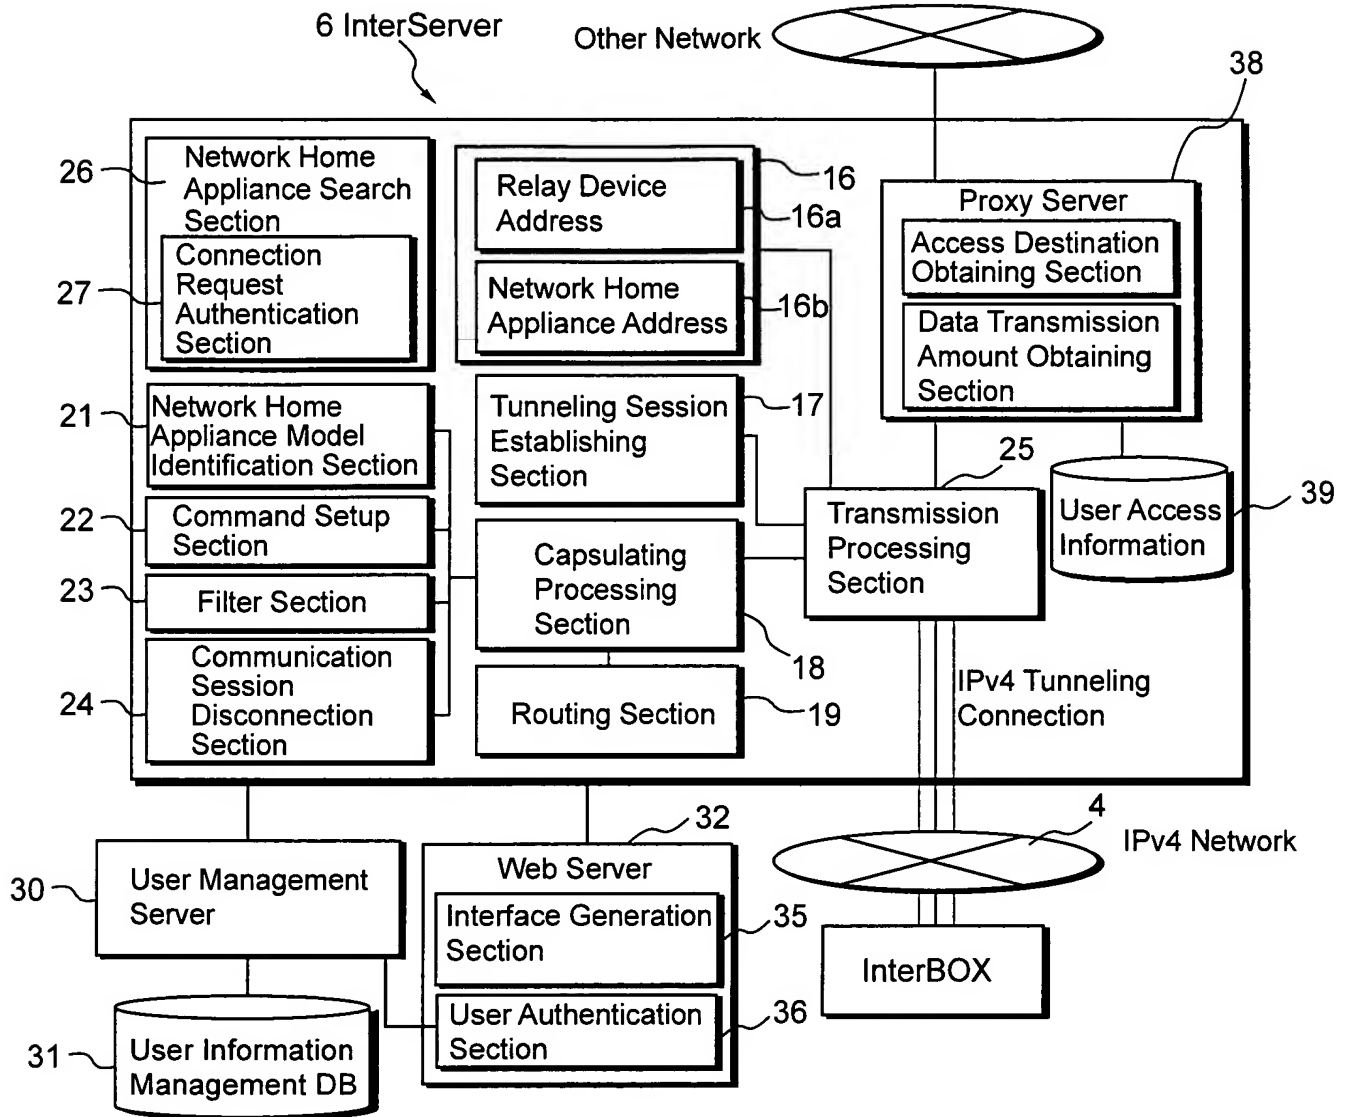 6 InterServer
Other Network
38
26
Network Home
Appliance Search
Section
27
Connection
Request
Authentication
Section
16
Relay Device
Address
16a
Network Home
Appliance Address
16b
Proxy Server
Access Destination
Obtaining Section
Data Transmission
Amount Obtaining
Section
21
Network Home
Appliance Model
Identification Section
17
Tunneling Session
Establishing
Section
25
Transmission
Processing
Section
User Access
Information
39
22
Command Setup
Section
23
Filter Section
Capsulating
Processing
Section
18
24
Communication
Session
Disconnection
Section
Routing Section
19
IPv4 Tunneling
Connection
30
User Management
Server
32
Web Server
Interface Generation
Section
35
User Authentication
Section
36
4
IPv4 Network
InterBOX
31
User Information
Management DB